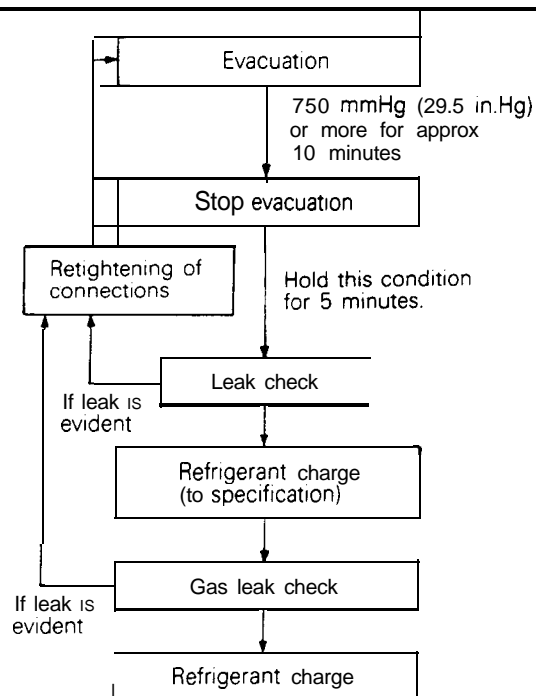 Evacuation
750 mmHg (29.5 in.Hg)
or more for approx
10 minutes
Stop evacuation
Retightening of
connections
Hold this condition
for 5 minutes.
Leak check
If leak is
evident
Refrigerant charge
(to specification)
Gas leak check
If leak is
evident
Refrigerant charge